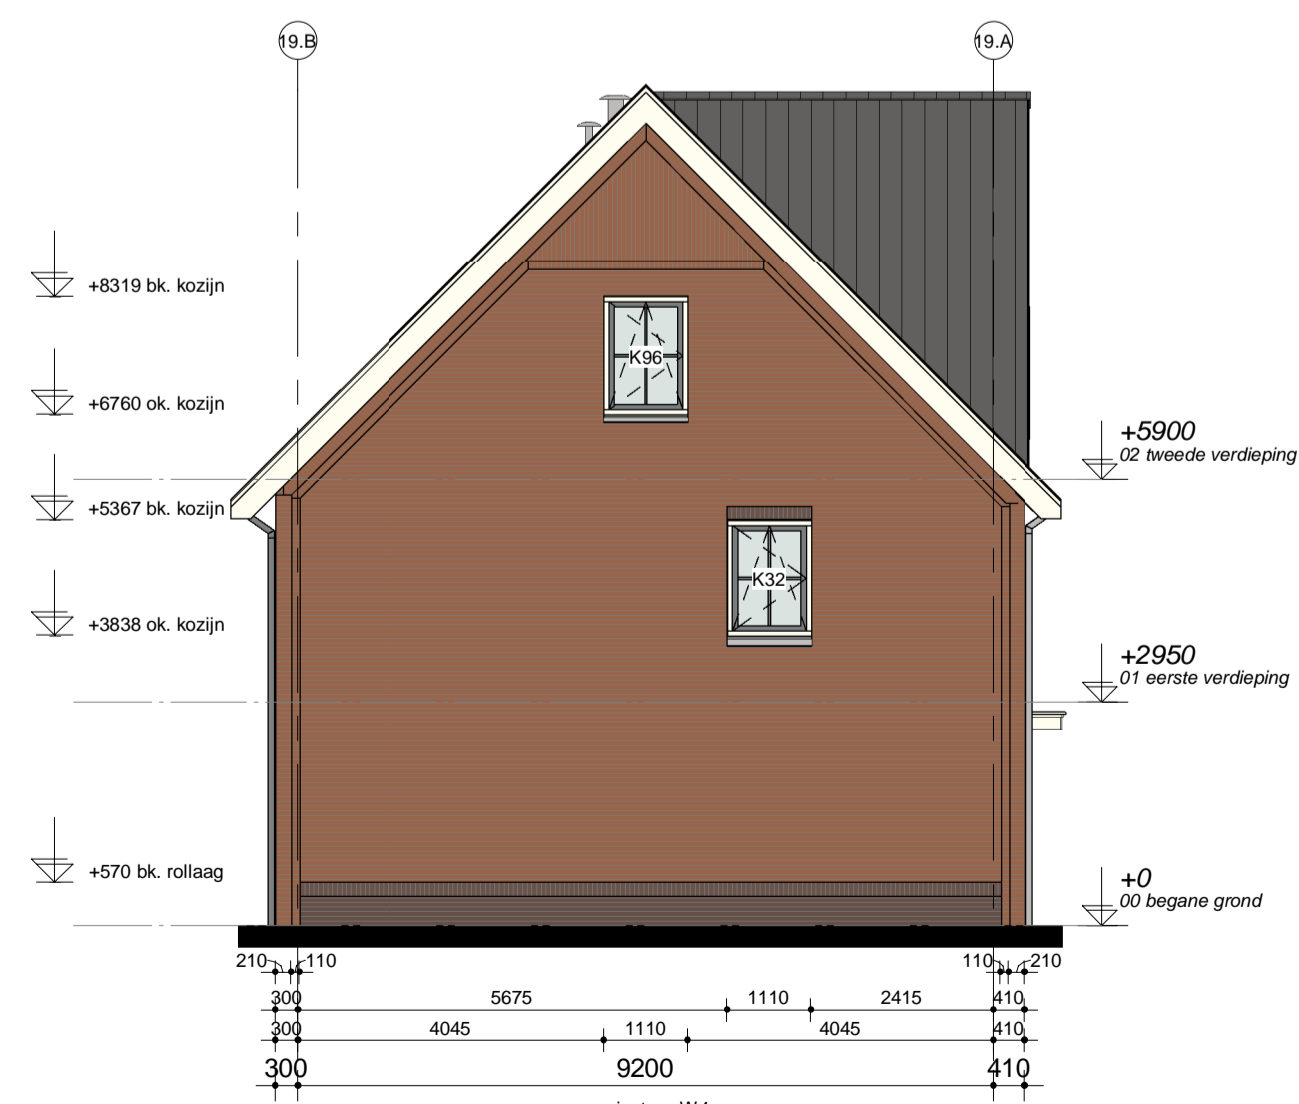 19.B
19.A
+8319 bk. kozijn
K96
+6760 ok. kozijn
+5900
02 tweede verdieping
+5367 bk. kozijn
K32
+3838 ok. kozijn
+2950
01 eerste verdieping
+570 bk. rollaag
+0
00 begane grond
210 110 110 210
300 5675 1110 2415 410
300 4045 1110 4045 410
300 9200 410